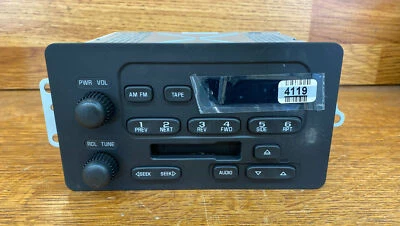 PWR VOL
AM FM
TAPE
4119
1 2 3 4 5 6
PREV NEXT REV FWD SIDE RPT
RDL TUNE
SEEK SEEK
AUDIO